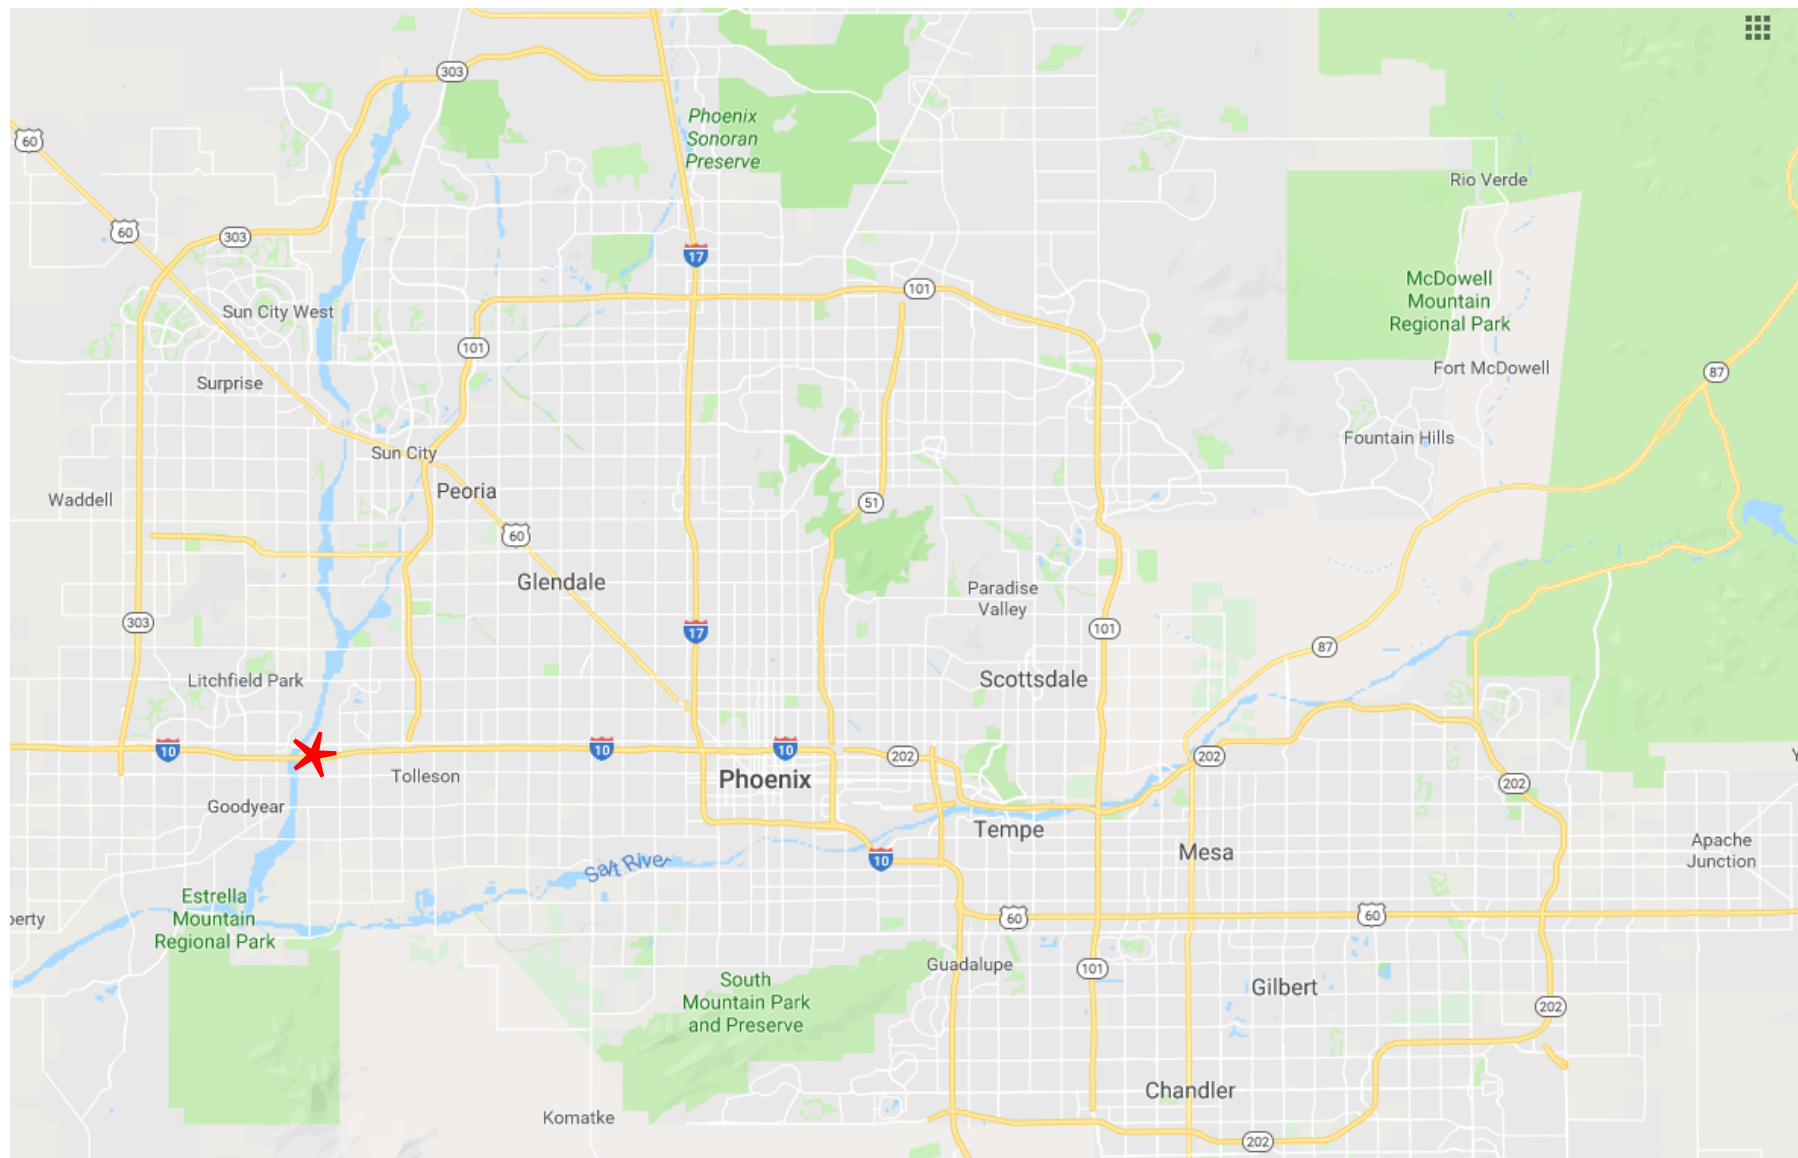 303
Phoenix
Sonoran
Preserve
60
Rio Verde
60
303
17
McDowell
Mountain
Regional Park
101
Sun City West
101
Fort McDowell
87
Surprise
Fountain Hills
Sun City
Peoria
Waddell
51
60
Glendale
Paradise
Valley
303
17
101
87
Scottsdale
Litchfield Park
10
10
10
202
202
Tolleson
Phoenix
202
Goodyear
Tempe
Apache
Junction
Mesa
10
Salt River
Estrella
Mountain
Regional Park
perty
60
60
Guadalupe
101
South
Mountain Park
and Preserve
Gilbert
202
Chandler
Komatke
202